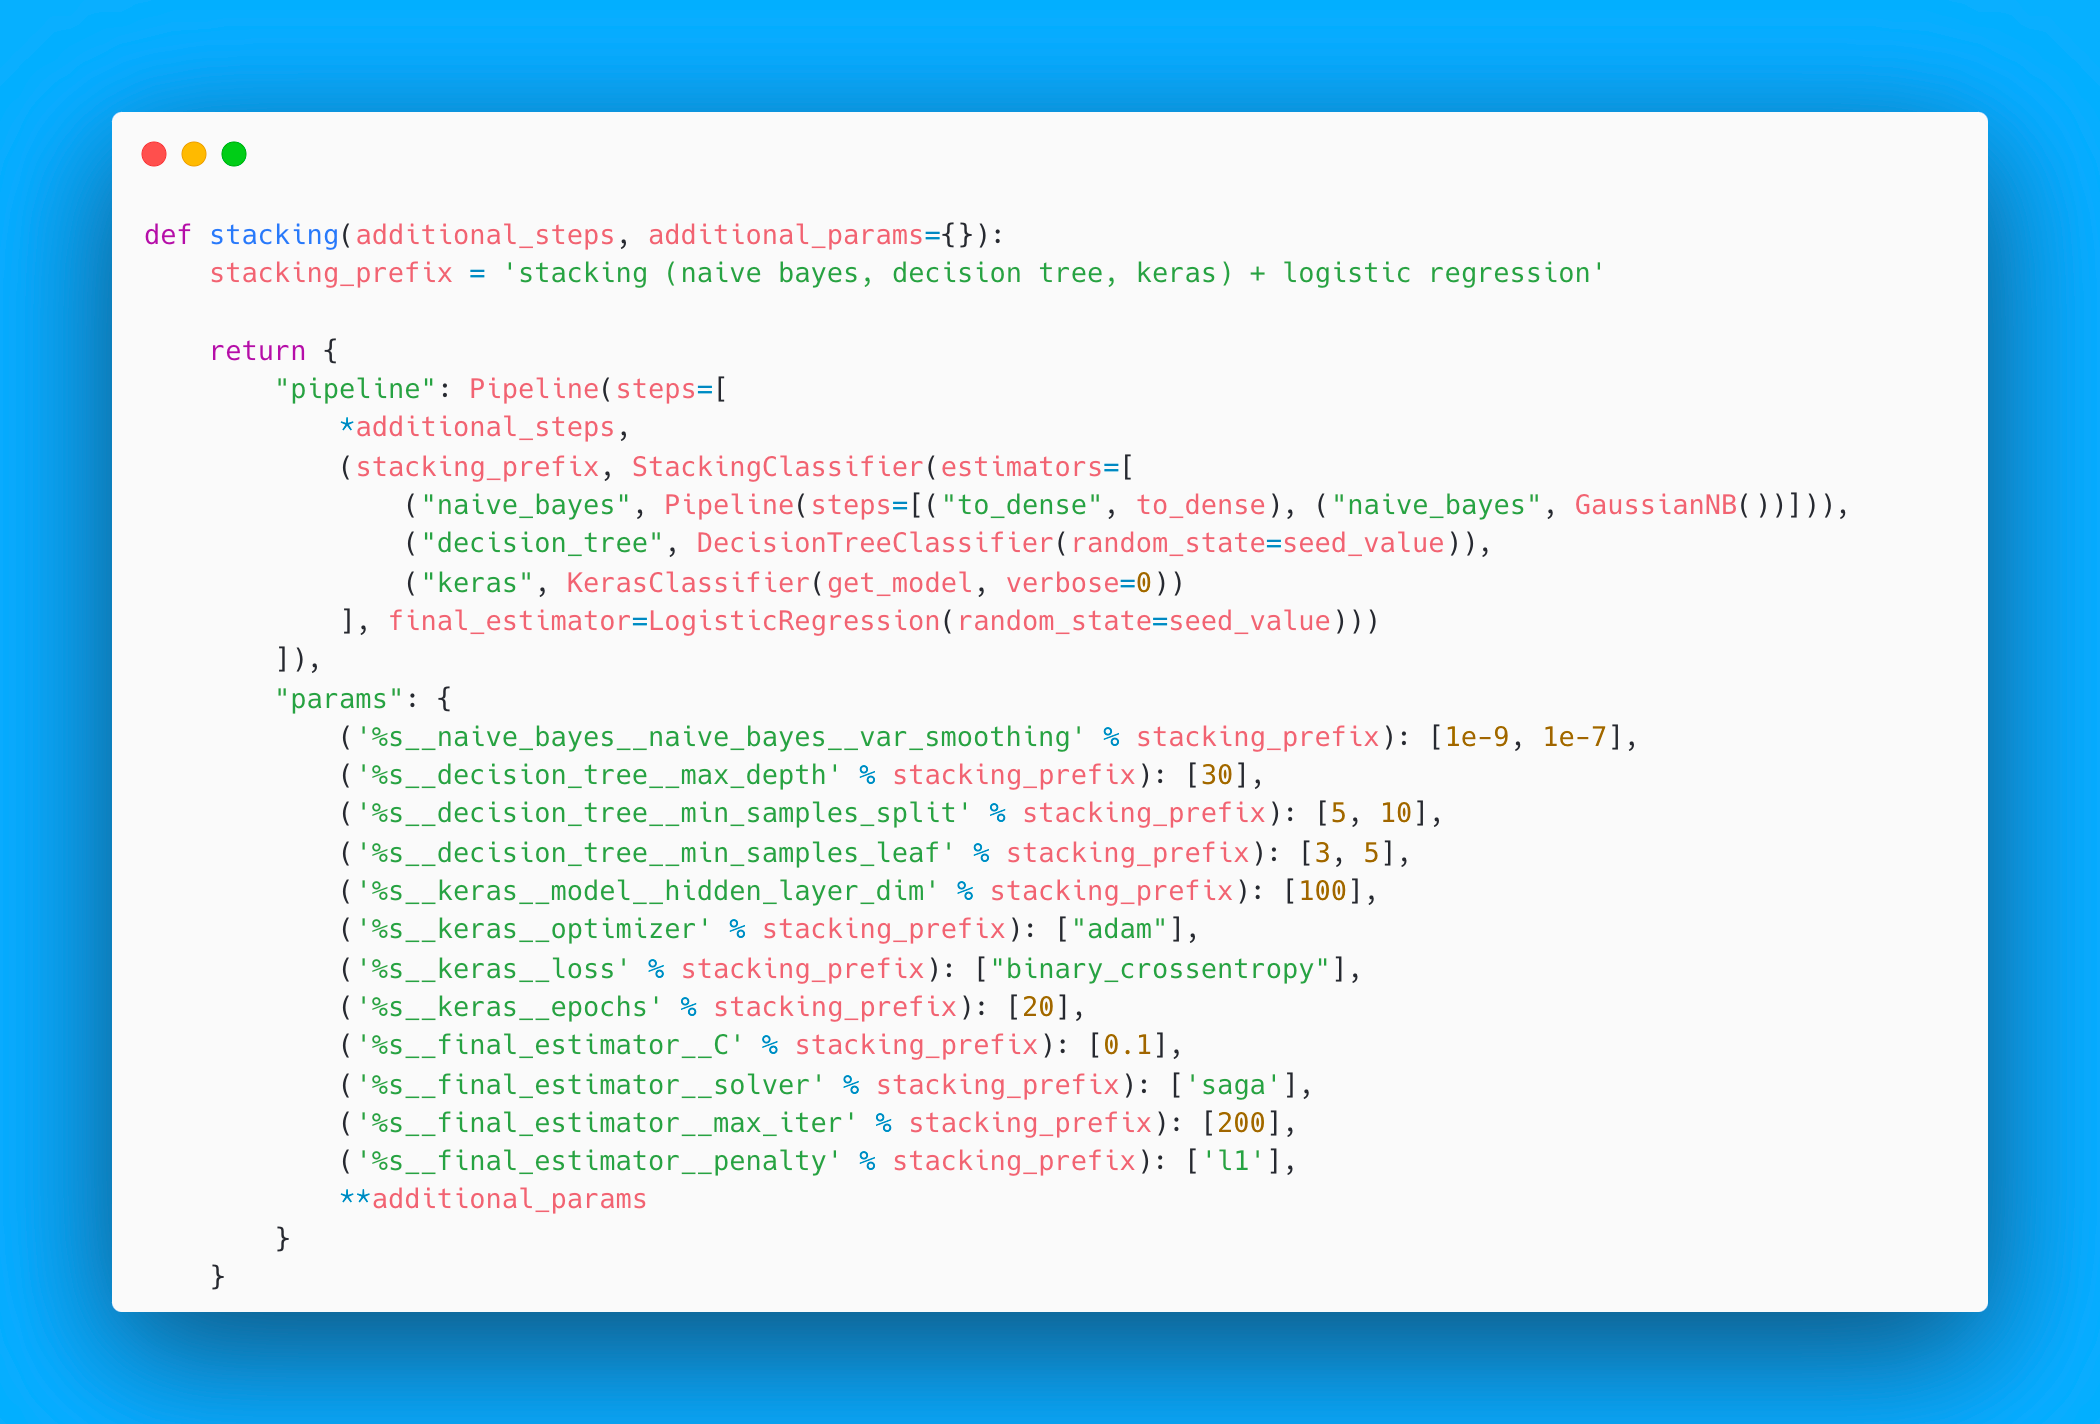 def stacking(additional_steps, additional_params={}):
    stacking_prefix = 'stacking (naive bayes, decision tree, keras) + logistic regression'

    return {
        "pipeline": Pipeline(steps=[
            *additional_steps,
            (stacking_prefix, StackingClassifier(estimators=[
                ("naive_bayes", Pipeline(steps=[("to_dense", to_dense), ("naive_bayes", GaussianNB())])),
                ("decision_tree", DecisionTreeClassifier(random_state=seed_value)),
                ("keras", KerasClassifier(get_model, verbose=0))
            ], final_estimator=LogisticRegression(random_state=seed_value)))
        ]),
        "params": {
            ('%s__naive_bayes__naive_bayes__var_smoothing' % stacking_prefix): [1e-9, 1e-7],
            ('%s__decision_tree__max_depth' % stacking_prefix): [30],
            ('%s__decision_tree__min_samples_split' % stacking_prefix): [5, 10],
            ('%s__decision_tree__min_samples_leaf' % stacking_prefix): [3, 5],
            ('%s__keras__model__hidden_layer_dim' % stacking_prefix): [100],
            ('%s__keras__optimizer' % stacking_prefix): ["adam"],
            ('%s__keras__loss' % stacking_prefix): ["binary_crossentropy"],
            ('%s__keras__epochs' % stacking_prefix): [20],
            ('%s__final_estimator__C' % stacking_prefix): [0.1],
            ('%s__final_estimator__solver' % stacking_prefix): ['saga'],
            ('%s__final_estimator__max_iter' % stacking_prefix): [200],
            ('%s__final_estimator__penalty' % stacking_prefix): ['l1'],
            **additional_params
        }
    }